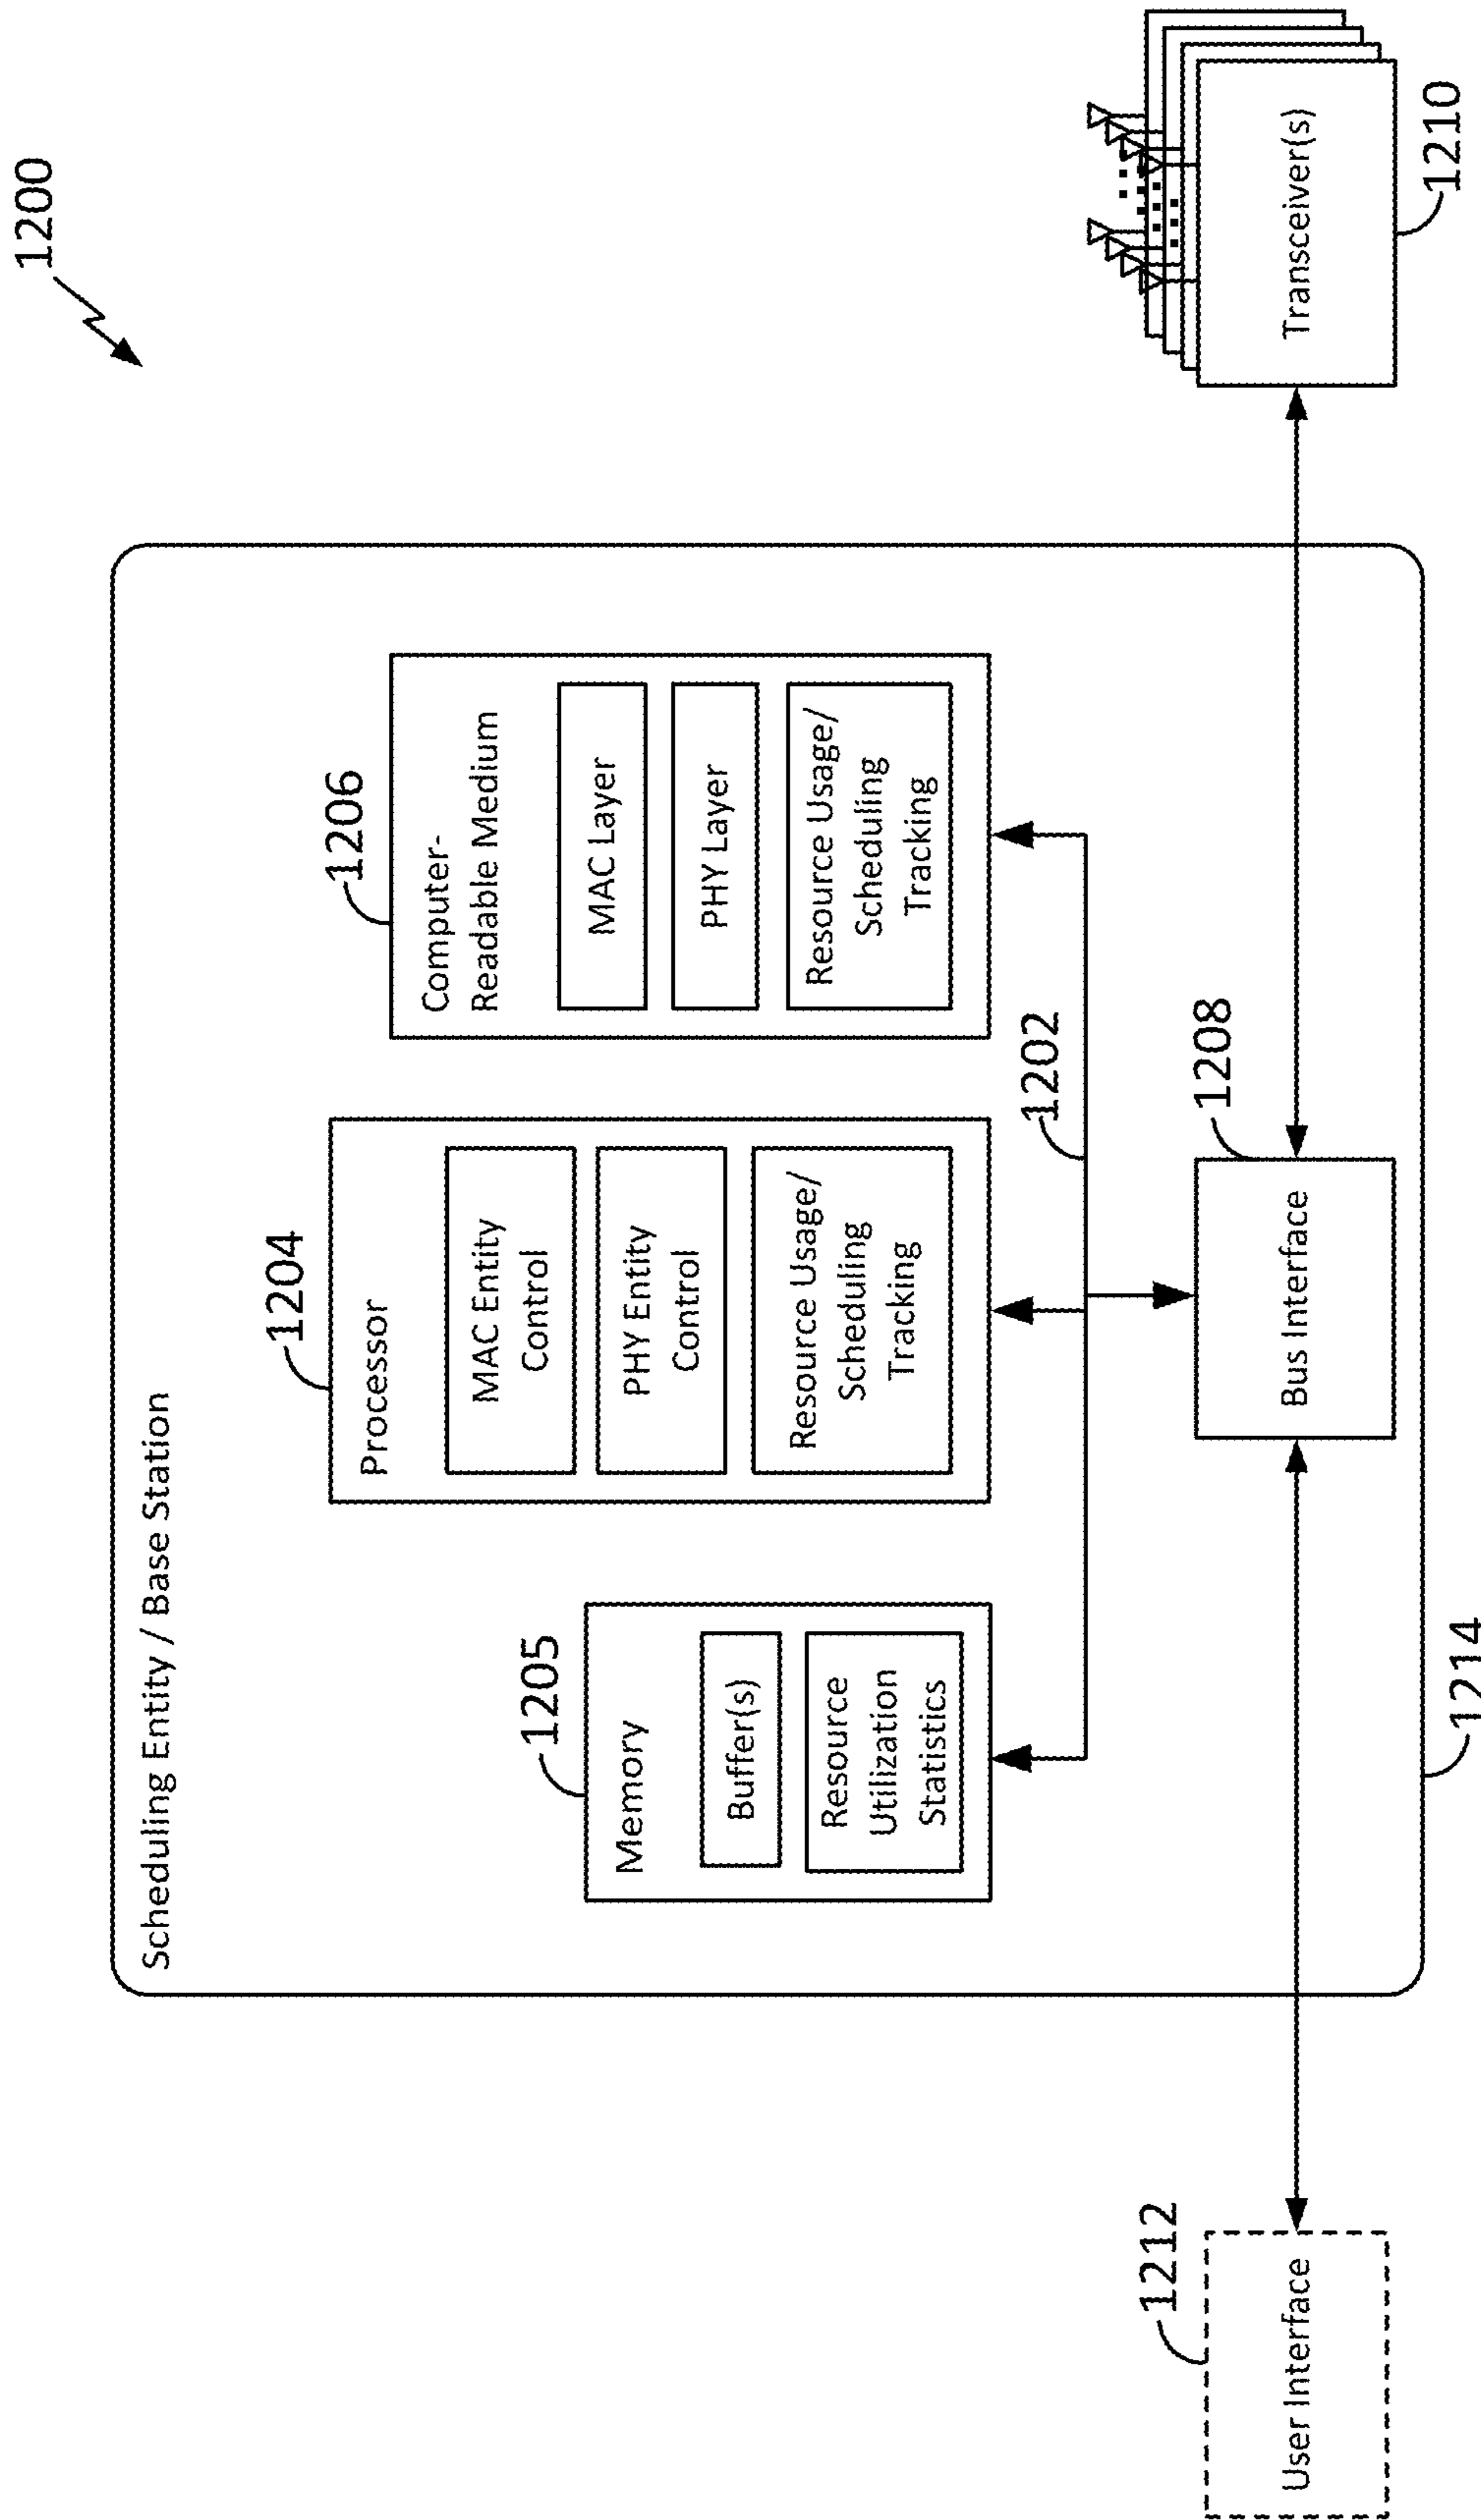 1200
Scheduling Entity / Base Station
1205
Memory
Buffer(s)
Resource
Utilization
Statistics
1204
Processor
MAC Entity
Control
PHY Entity
Control
Resource Usage/
Scheduling
Tracking
1206
Computer-
Readable Medium
MAC Layer
PHY Layer
Resource Usage/
Scheduling
Tracking
1202
1212
User Interface
1208
Bus Interface
Transceiver(s)
1210
1214